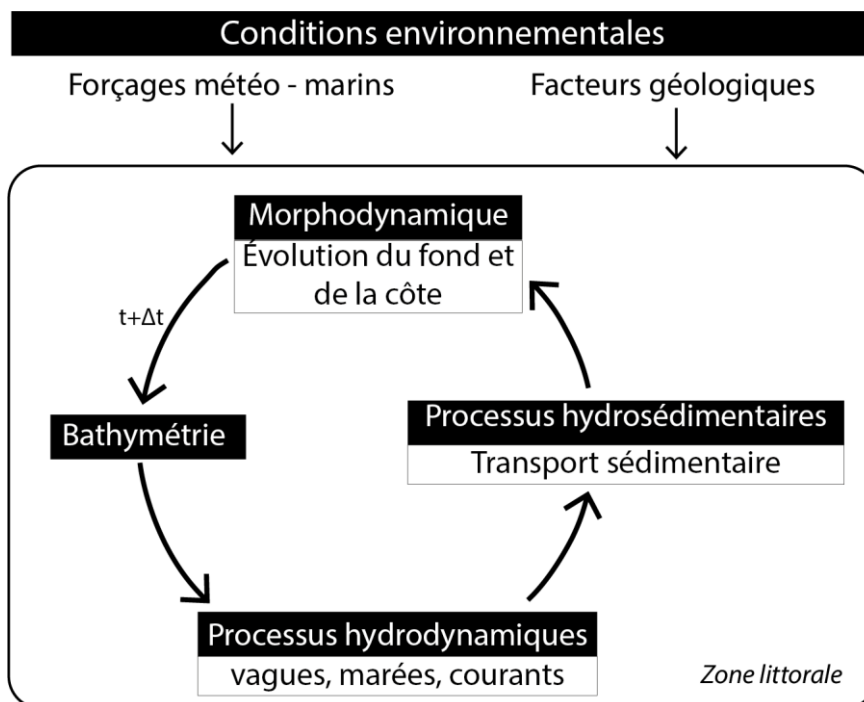 Conditions environnementales
Forçages météo - marins
Facteurs géologiques
Morphodynamique
Évolution du fond et
de la côte
t+Δt
Bathymétrie
Processus hydrosédimentaires
Transport sédimentaire
Processus hydrodynamiques
vagues, marées, courants
Zone littorale